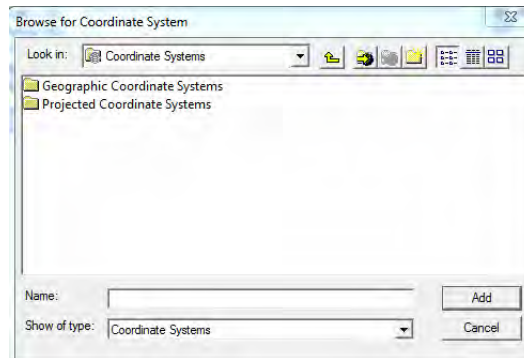 Browse for Coordinate System
Look in: Coordinate Systems
Geographic Coordinate Systems
Projected Coordinate Systems
Name:
Add
Show of type: Coordinate Systems
Cancel